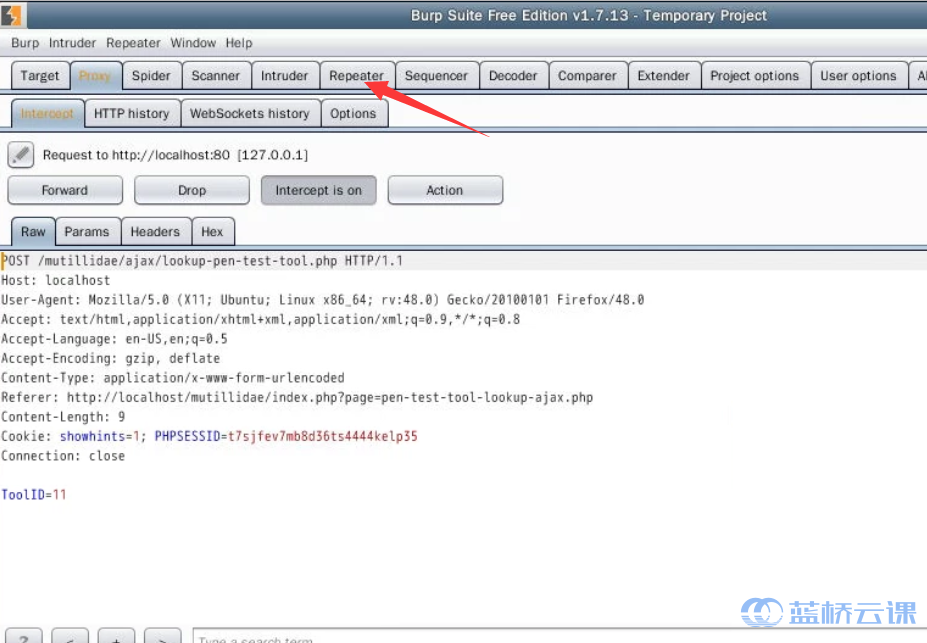 Burp Suite Free Edition v1.7.13 - Temporary Project
Burp Intruder Repeater Window Help
Target Proxy Spider Scanner Intruder Repeater Sequencer Decoder Comparer Extender Project options User options
Intercept HTTP history WebSockets history Options
Request to http://localhost:80 [127.0.0.1]
Forward Drop Intercept is on Action
Raw Params Headers Hex
POST /mutillidae/ajax/lookup-pen-test-tool.php HTTP/1.1
Host: localhost
User-Agent: Mozilla/5.0 (X11; Ubuntu; Linux x86_64; rv:48.0) Gecko/20100101 Firefox/48.0
Accept: text/html,application/xhtml+xml,application/xml;q=0.9,*/*;q=0.8
Accept-Language: en-US,en;q=0.5
Accept-Encoding: gzip, deflate
Content-Type: application/x-www-form-urlencoded
Referer: http://localhost/mutillidae/index.php?page=pen-test-tool-lookup-ajax.php
Content-Length: 9
Cookie: showhints=1; PHPSESSID=t7sjfev7mb8d36ts4444kelp35
Connection: close
ToolID=11
蓝桥云课
? < + > Type a search term